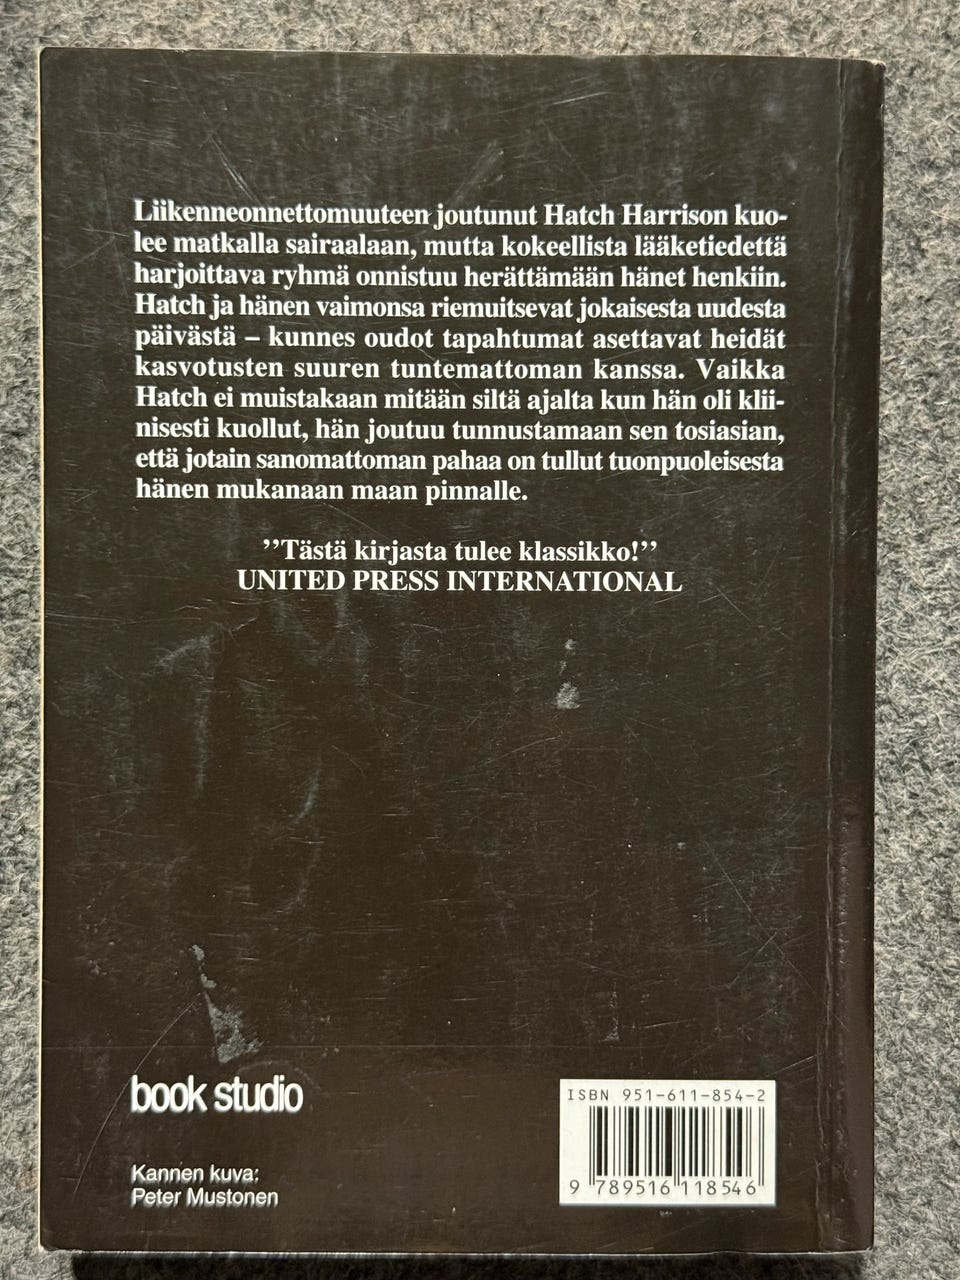 Liikenneonnettomuuteen joutunut Hatch Harrison kuo-
lee matkalla sairaalaan, mutta kokeellista lääketiedettä
harjoittava ryhmä onnistuu herättämään hänet henkiin.
Hatch ja hänen vaimonsa riemuitsevat jokaisesta uudesta
päivästä – kunnes oudot tapahtumat asettavat heidät
kasvotusten suuren tuntemattoman kanssa. Vaikka
Hatch ei muistakaan mitään siltä ajalta kun hän oli klii-
nisesti kuollut, hän joutuu tunnustamaan sen tosiasian,
että jotain sanomattoman pahaa on tullut tuonpuoleisesta
hänen mukanaan maan pinnalle.
’’Tästä kirjasta tulee klassikko!’’
UNITED PRESS INTERNATIONAL
book studio
Kannen kuva:
Peter Mustonen
ISBN 951-611-854-2
9 789516 118546